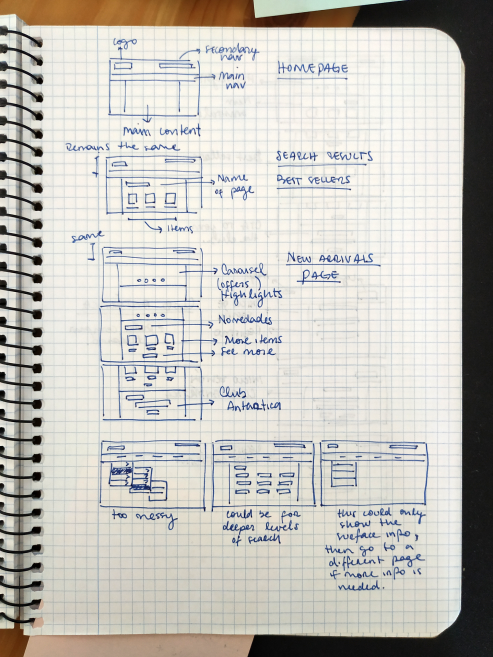 logo
secondary
nav
Main
nav
HOMEPAGE
main content
Remains the same
SEARCH RESULTS
Name
of page
BEST SELLERS
items
same
NEW ARRIVALS
PAGE
Carousel
(offers)
Highlights
Novedades
More items
See more
Club
Antartica
too messy
could be for
deeper levels
of search
this could only
show the
surface info,
then go to a
different page
if more info is
needed.